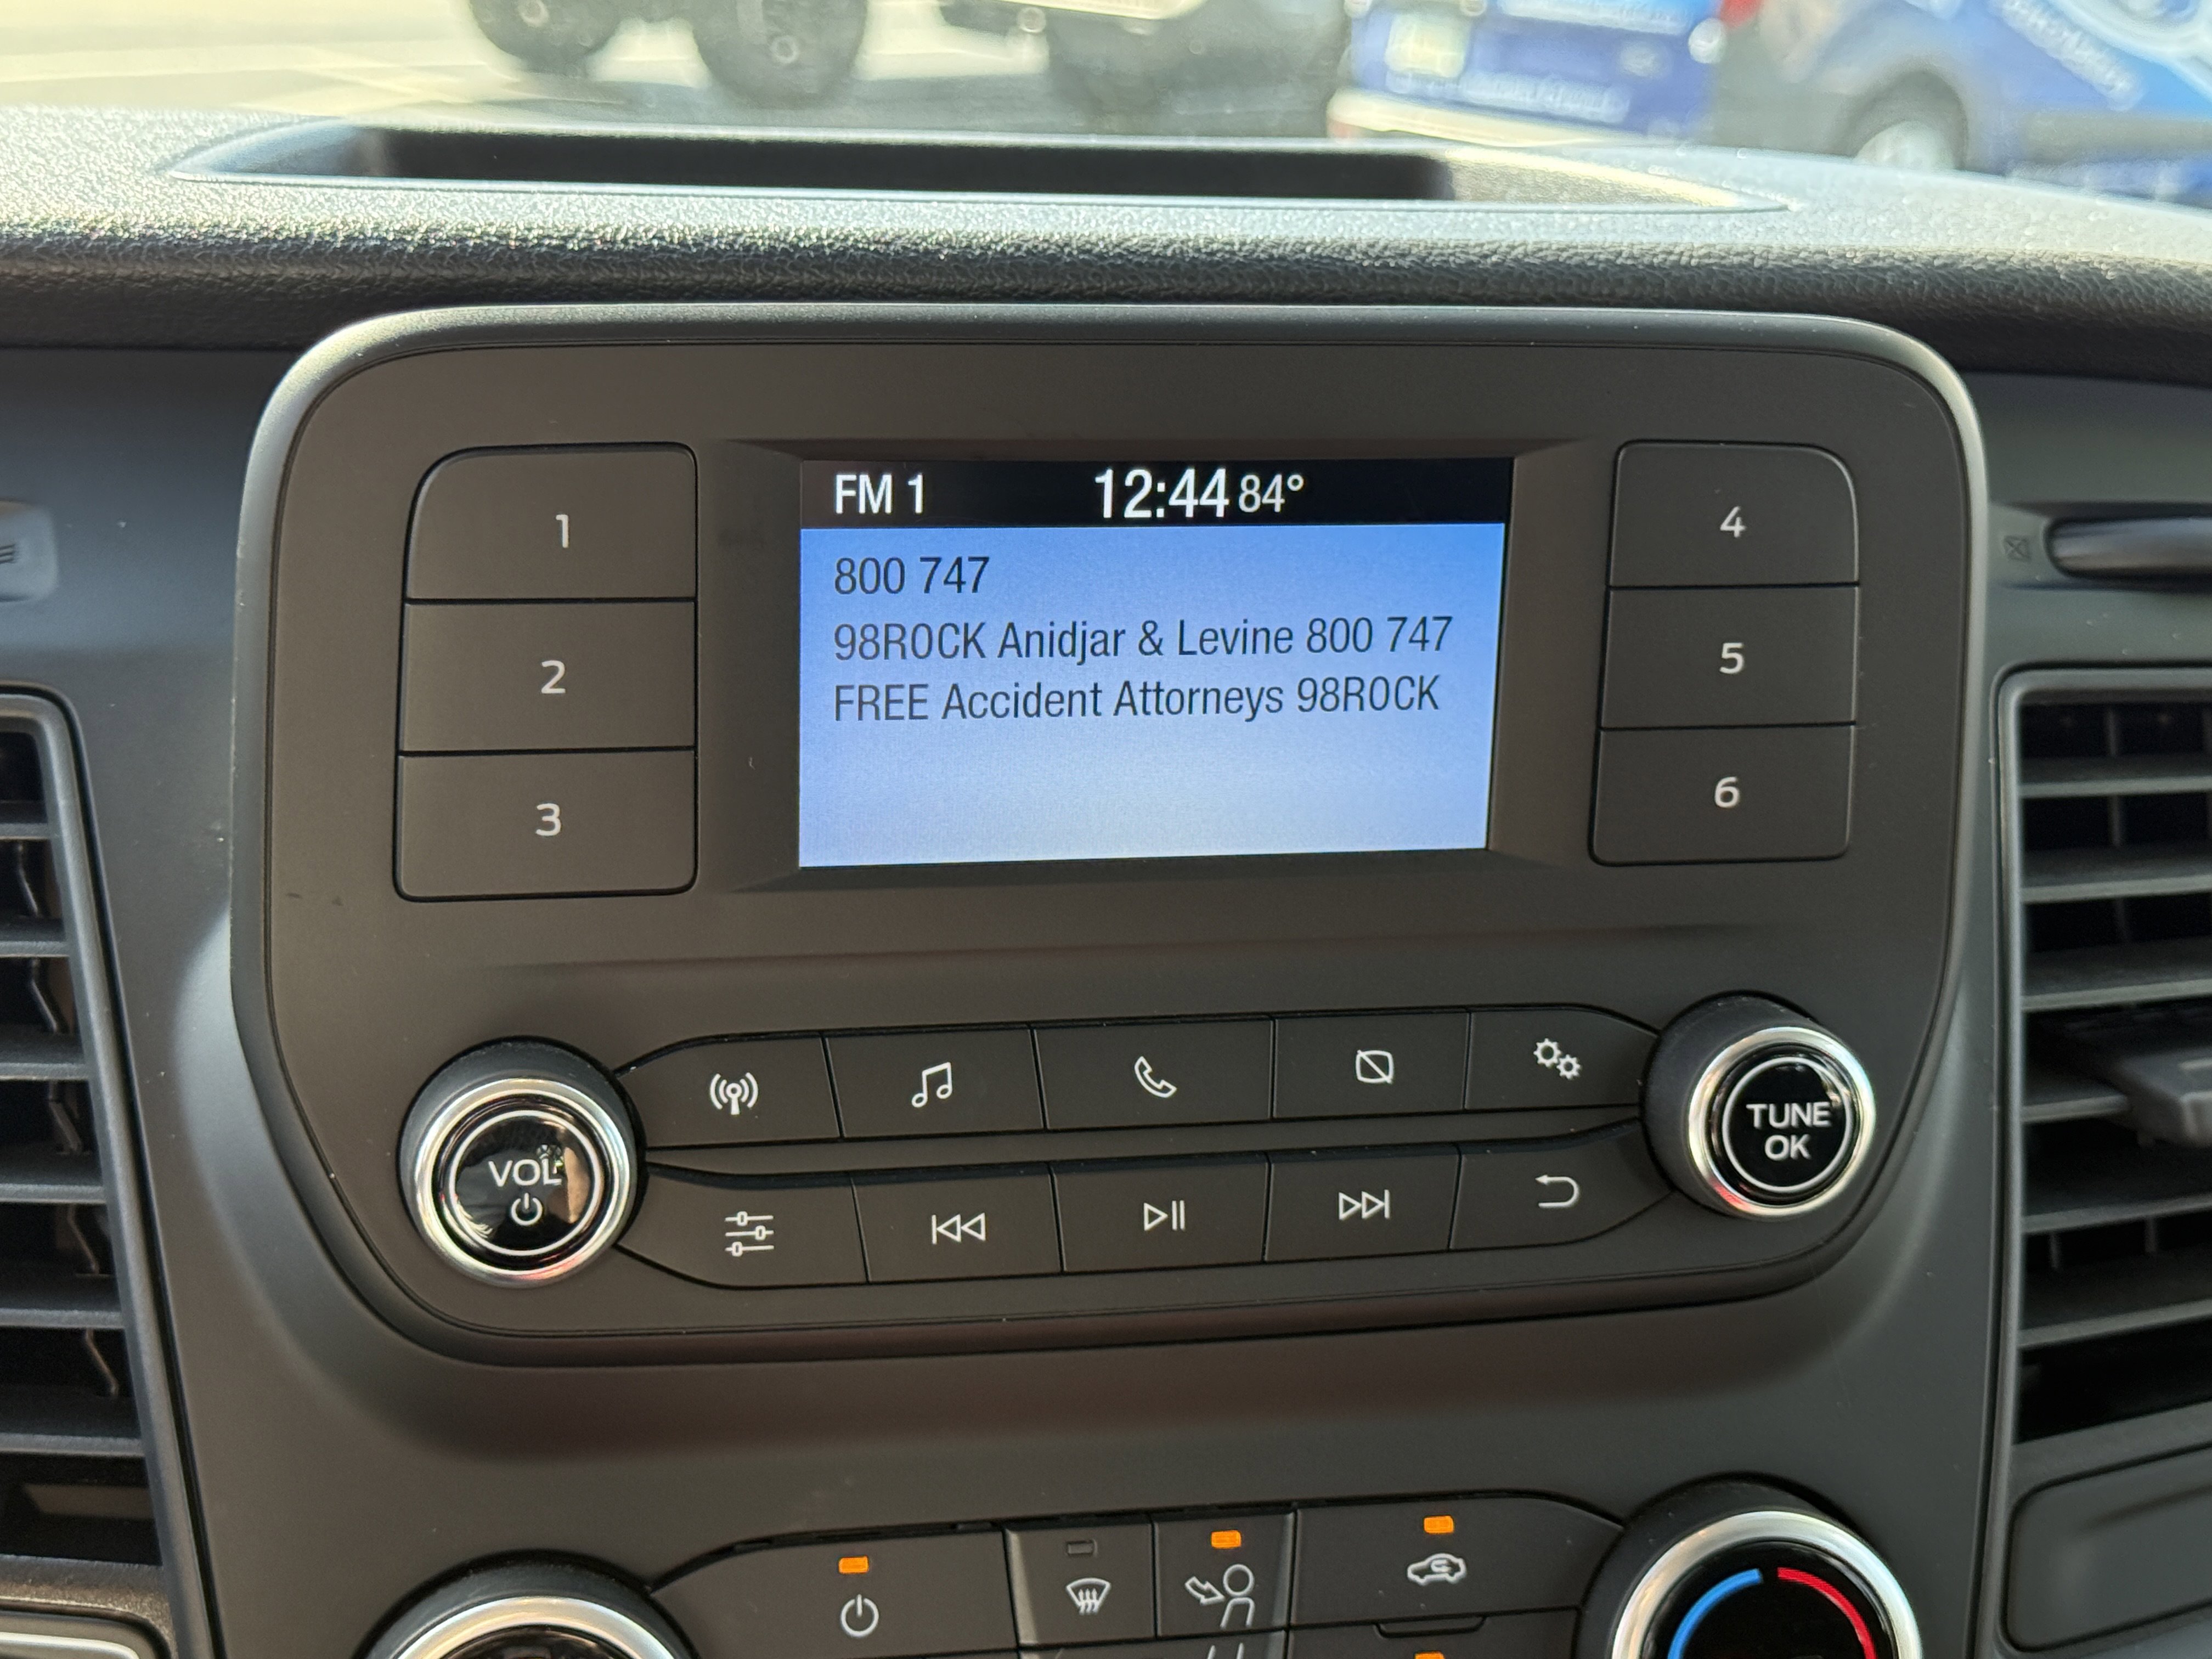 FM 1 12:44 84°
800 747
98ROCK Anidjar & Levine 800 747
FREE Accident Attorneys 98ROCK
1
2
3
4
5
6
VOL
TUNE
OK